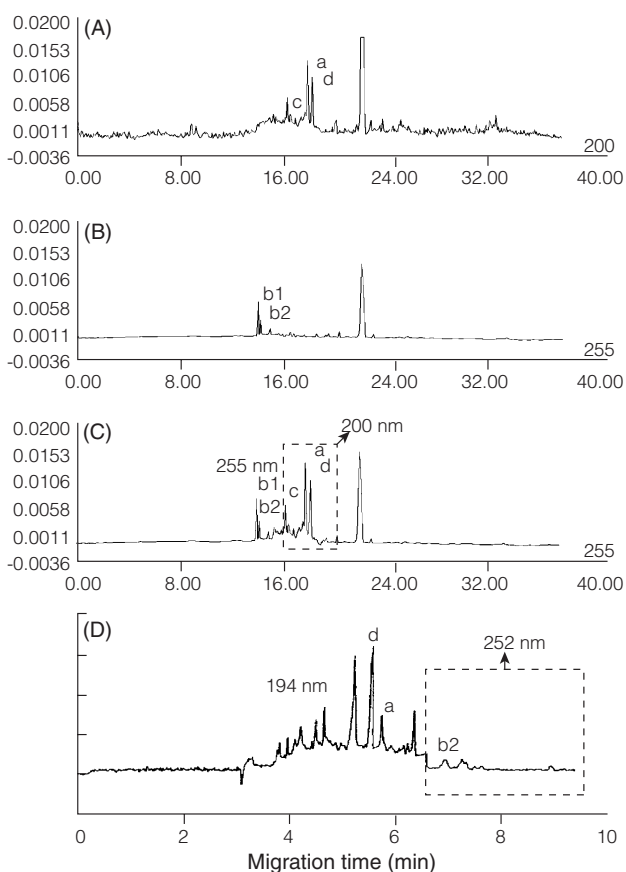 (A)
0.0200
0.0153
0.0106
0.0058
0.0011
-0.0036
a
d
c
200
0.00 8.00 16.00 24.00 32.00 40.00
(B)
0.0200
0.0153
0.0106
0.0058
0.0011
-0.0036
b1
b2
255
0.00 8.00 16.00 24.00 32.00 40.00
(C)
0.0200
0.0153
0.0106
0.0058
0.0011
-0.0036
200 nm
a
255 nm
d
b1
c
b2
255
0.00 8.00 16.00 24.00 32.00 40.00
(D)
d
252 nm
194 nm
a
b2
0 2 4 6 8 10
Migration time (min)